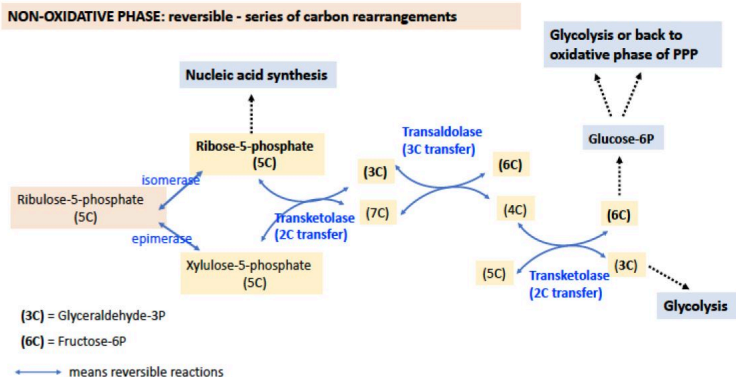 NON-OXIDATIVE PHASE: reversible - series of carbon rearrangements
Glycolysis or back to
oxidative phase of PPP
Nucleic acid synthesis
Glucose-6P
Ribose-5-phosphate
(5C)
Transaldolase
(3C transfer)
(3C)
(6C)
isomerase
Ribulose-5-phosphate
(5C)
Transketolase
(2C transfer)
(7C)
(4C)
(6C)
epimerase
Xylulose-5-phosphate
(5C)
(5C)
Transketolase
(2C transfer)
(3C)
Glycolysis
(3C) = Glyceraldehyde-3P
(6C) = Fructose-6P
means reversible reactions